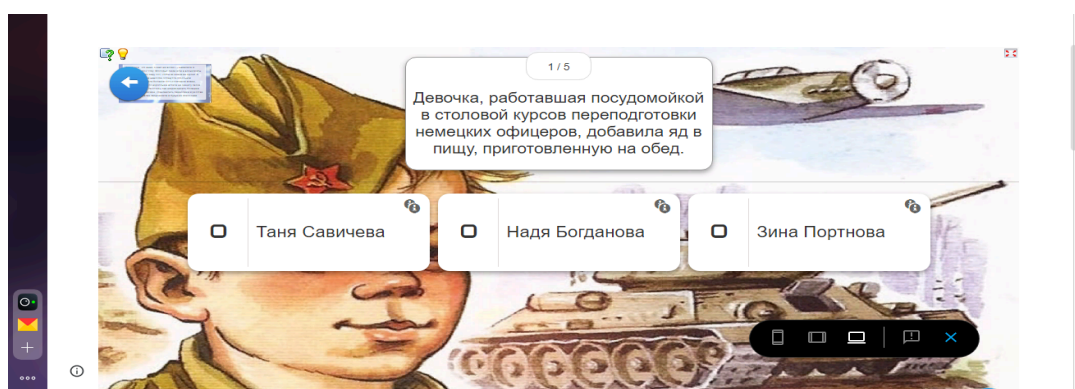 1 / 5
Девочка, работавшая посудомойкой
в столовой курсов переподготовки
немецких офицеров, добавила яд в
пищу, приготовленную на обед.
Таня Савичева
Надя Богданова
Зина Портнова